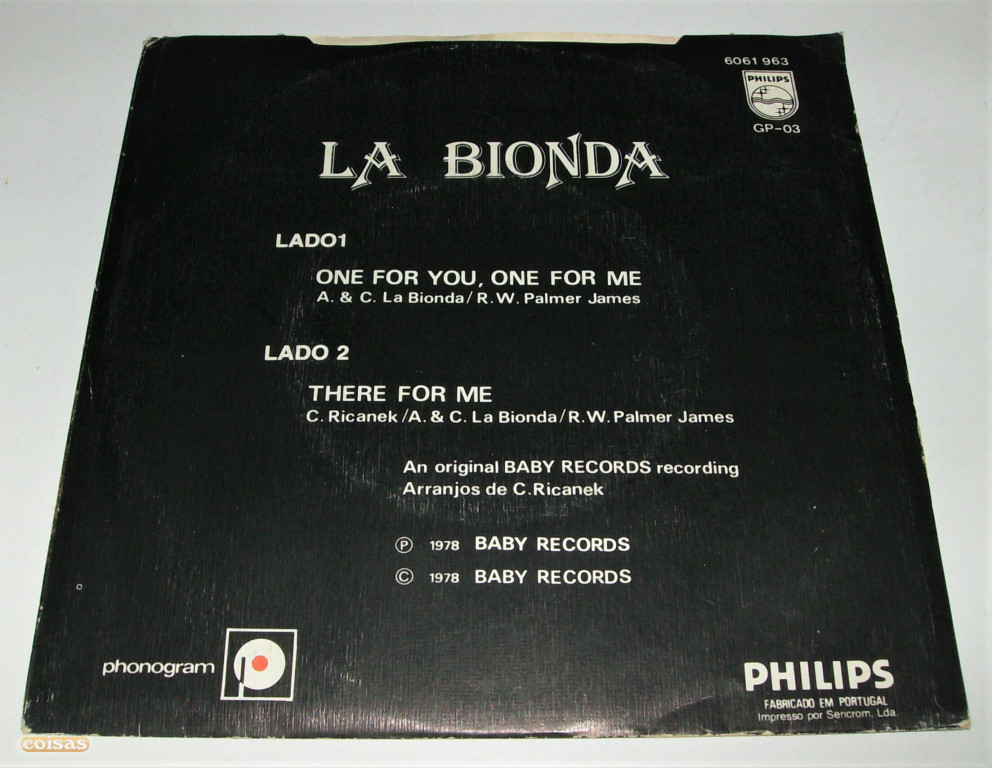 6061 963
PHILIPS
GP-03
LA BIONDA
LADO1
ONE FOR YOU, ONE FOR ME
A. & C. La Bionda/R.W. Palmer James
LADO 2
THERE FOR ME
C. Ricanek/A. & C. La Bionda/R.W. Palmer James
An original BABY RECORDS recording
Arranjos de C.Ricanek
Ⓟ 1978 BABY RECORDS
© 1978 BABY RECORDS
phonogram
PHILIPS
FABRICADO EM PORTUGAL
Impresso por Sencrom, Lda.
coisas